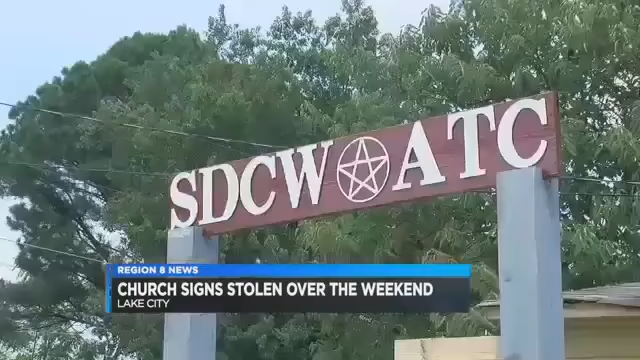 SDCW ATC
REGION 8 NEWS
CHURCH SIGNS STOLEN OVER THE WEEKEND
LAKE CITY